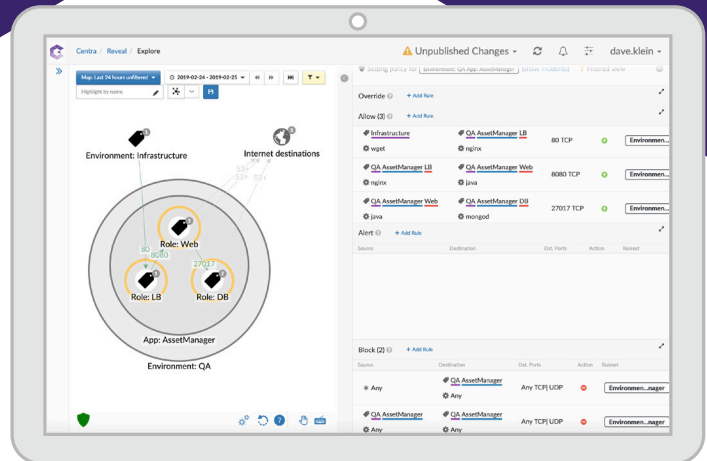 Centra / Reveal / Explore
Unpublished Changes
dave.klein
Map: Last 24 hours unfiltered
2019-02-24 - 2019-02-25
Highlight by name
Environment: Infrastructure
Internet destinations
53+
53+ 53+
Role: Web
80
8080
27017
Role: LB
Role: DB
App: AssetManager
Environment: QA
Setting policy for Environment: QA App: AssetManager
Override + Add Rule
Allow (3) + Add Rule
Infrastructure QA AssetManager LB 80 TCP Environmen...
wget nginx
QA AssetManager LB QA AssetManager Web 8080 TCP Environmen...
nginx java
QA AssetManager Web QA AssetManager DB 27017 TCP Environmen...
java mongod
Alert + Add Rule
Source Destination Dst. Ports Action Ruleset
Block (2) + Add Rule
Source Destination Dst. Ports Action Ruleset
* Any QA AssetManager Any TCP| UDP Environmen...nager
Any
QA AssetManager QA AssetManager Any TCP| UDP Environmen...nager
Any Any